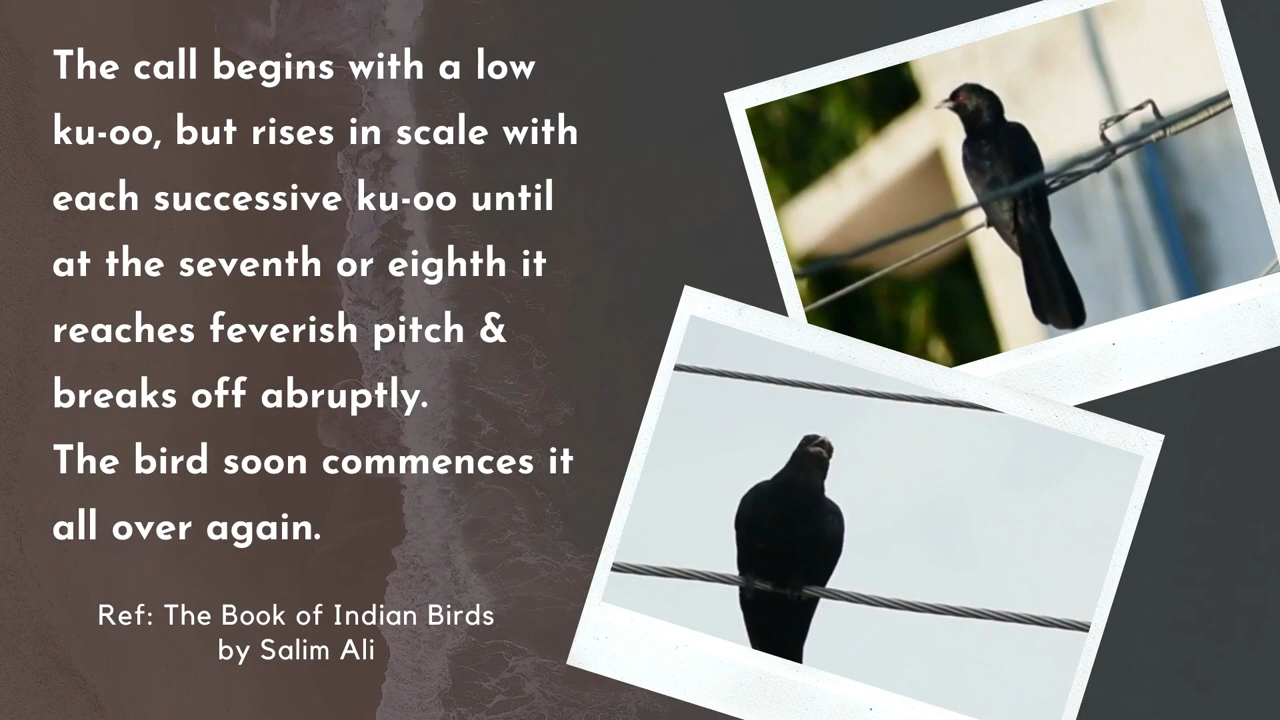 The call begins with a low
ku-oo, but rises in scale with
each successive ku-oo until
at the seventh or eighth it
reaches feverish pitch &
breaks off abruptly.
The bird soon commences it
all over again.
Ref: The Book of Indian Birds
by Salim Ali